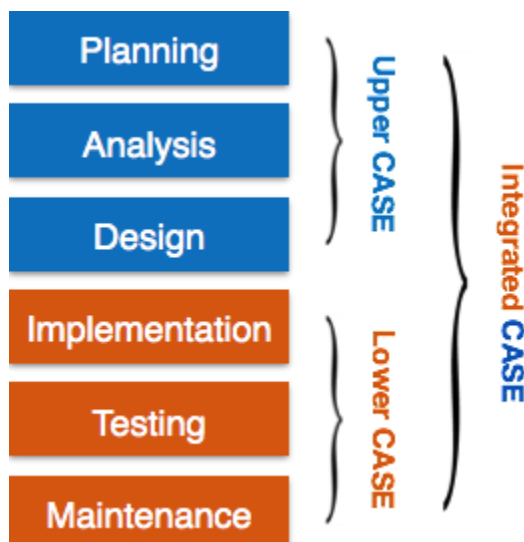 Planning
Analysis
Design
Implementation
Testing
Maintenance
Upper CASE
Lower CASE
Integrated CASE